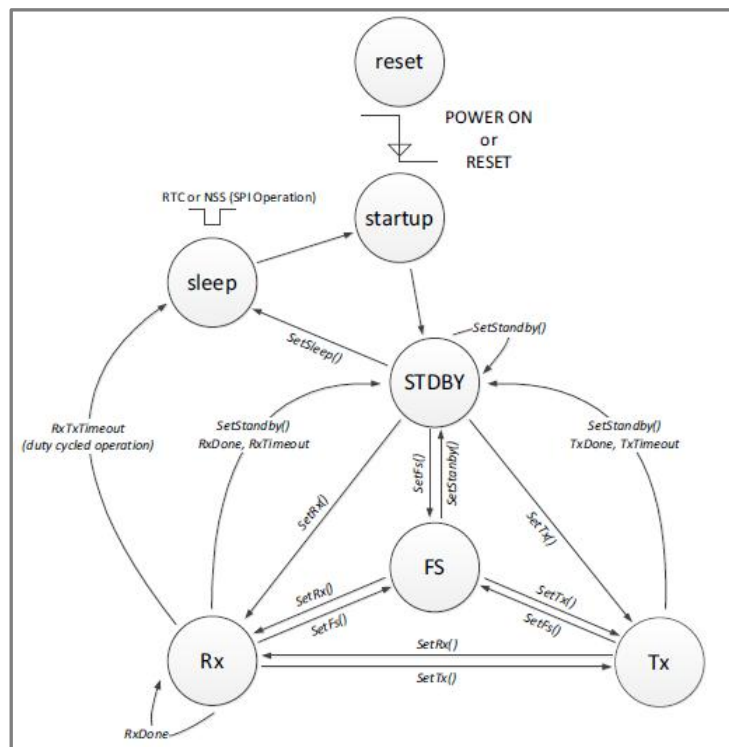 reset
POWER ON
or
RESET
RTC or NSS (SPI Operation)
startup
sleep
SetStandby()
SetSleep()
STDBY
RxTxTimeout
(duty cycled operation)
SetStandby()
RxDone, RxTimeout
SetStandby()
TxDone, TxTimeout
SetFs()
SetStanby()
SetRx()
SetTx()
FS
SetRx()
SetFs()
SetTx()
SetFs()
Rx
SetRx()
SetTx()
Tx
RxDone